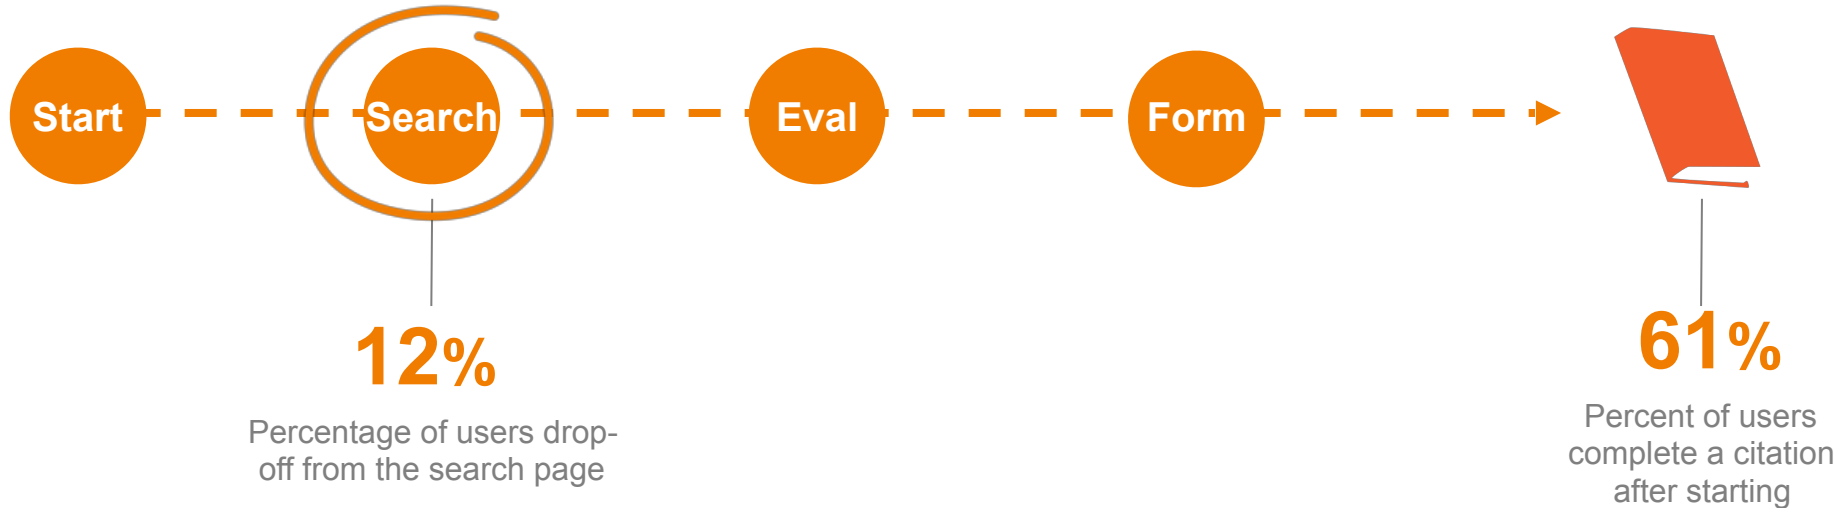 Start
Search
Eval
Form
12%
Percentage of users drop-
off from the search page
61%
Percent of users
complete a citation
after starting